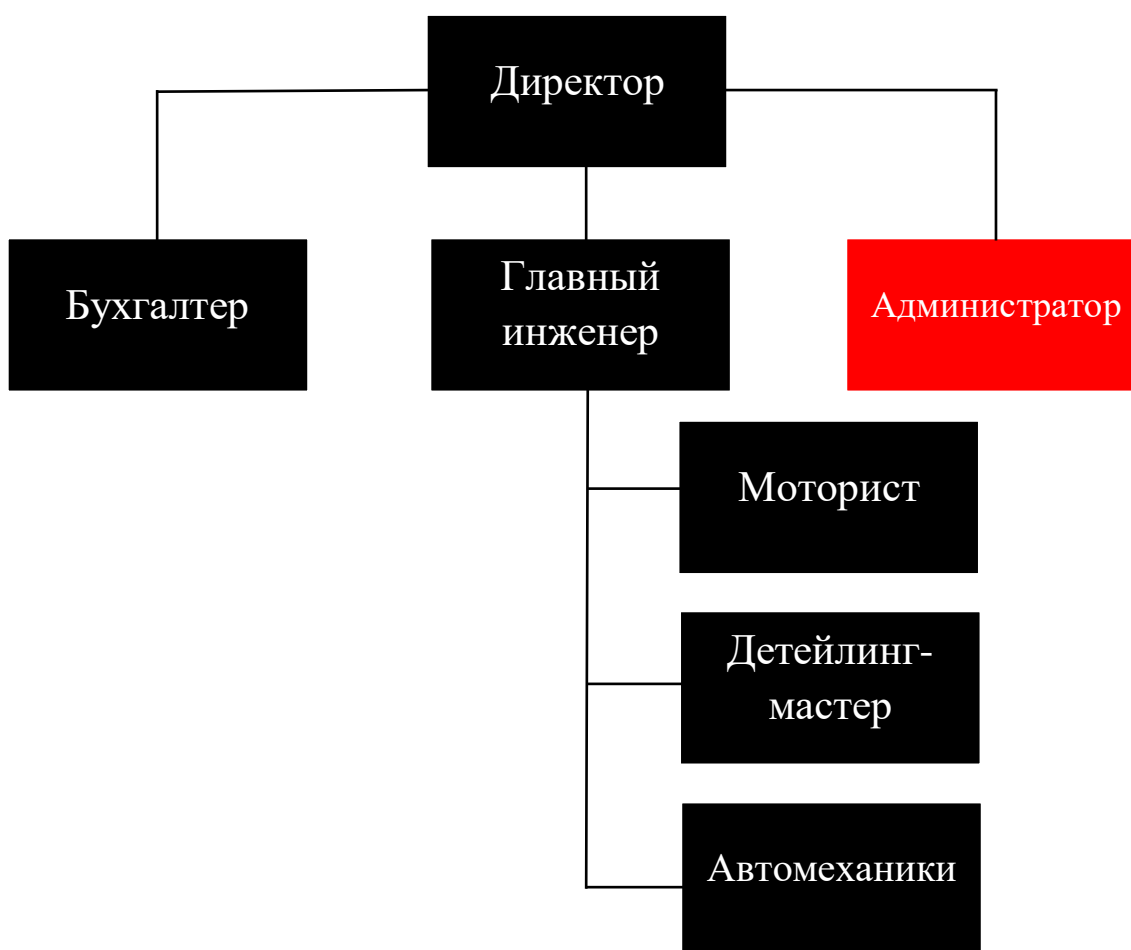 Директор
Бухгалтер
Главный
инженер
Администратор
Моторист
Детейлинг-
мастер
Автомеханики